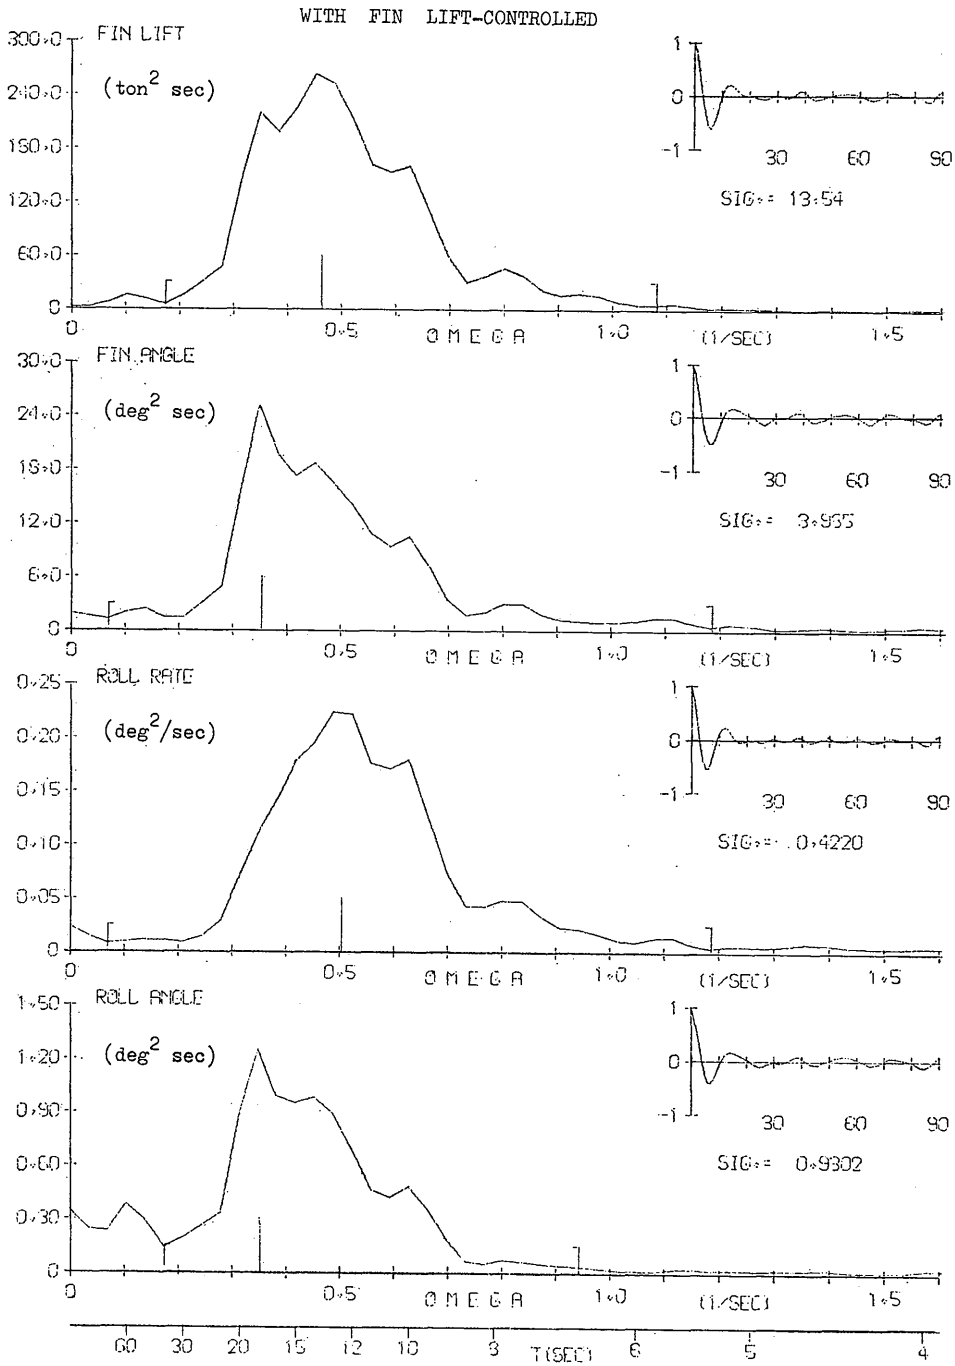 WITH FIN LIFT-CONTROLLED
FIN LIFT
(ton² sec)
300.0
240.0
180.0
120.0
60.0
0
0 0.5 1.0 1.5
O M E G A (1/SEC)
1
0
-1
30 60 90
SIG.= 13.54
FIN ANGLE
(deg² sec)
30.0
24.0
18.0
12.0
6.0
0
0 0.5 1.0 1.5
O M E G A (1/SEC)
1
0
-1
30 60 90
SIG.= 3.965
ROLL RATE
(deg²/sec)
0.25
0.20
0.15
0.10
0.05
0
0 0.5 1.0 1.5
O M E G A (1/SEC)
1
0
-1
30 60 90
SIG.= 0.4220
ROLL ANGLE
(deg² sec)
1.50
1.20
0.90
0.60
0.30
0
0 0.5 1.0 1.5
O M E G A (1/SEC)
1
0
-1
30 60 90
SIG.= 0.9302
60 30 20 15 12 10 8 T(SEC) 6 5 4